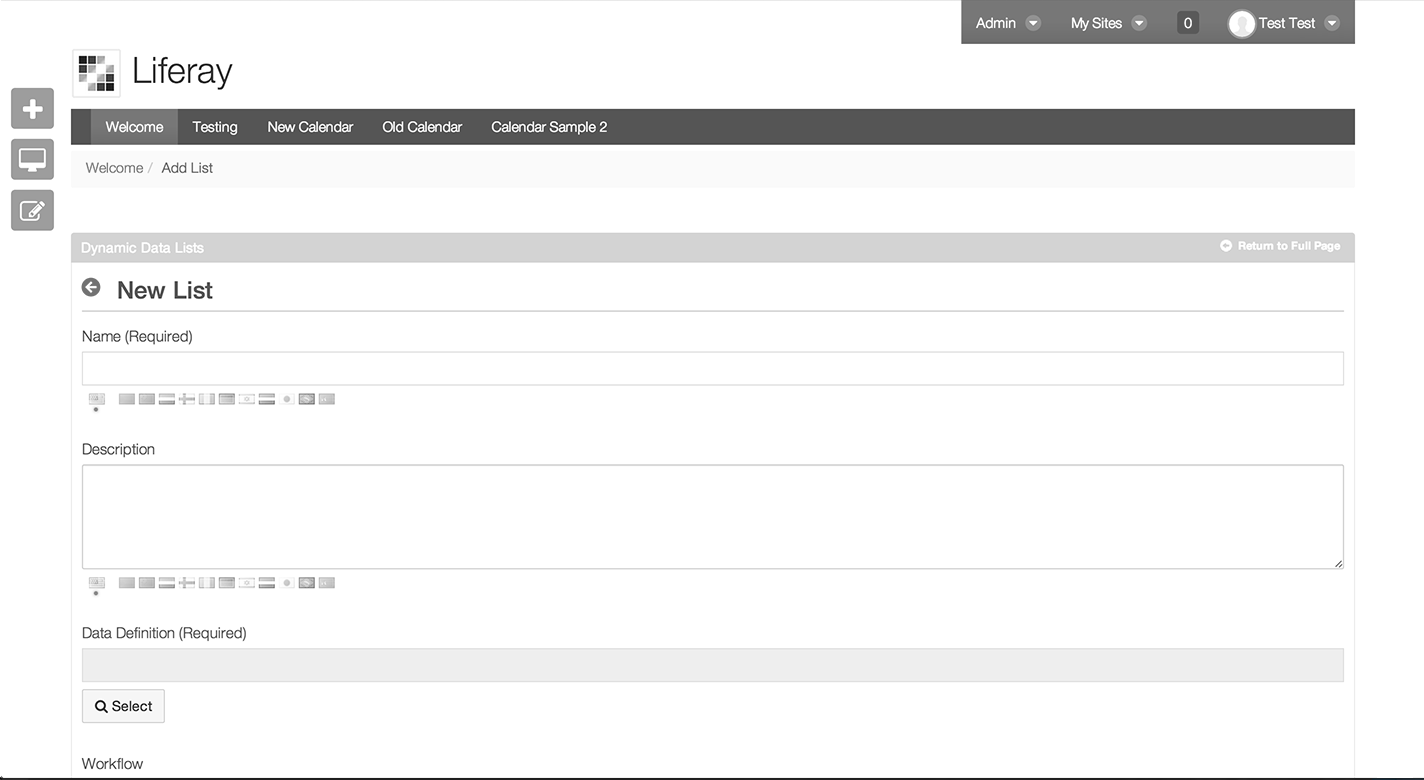 Admin My Sites 0 Test Test
Liferay
Welcome Testing New Calendar Old Calendar Calendar Sample 2
Welcome / Add List
Dynamic Data Lists Return to Full Page
New List
Name (Required)
Description
Data Definition (Required)
Select
Workflow